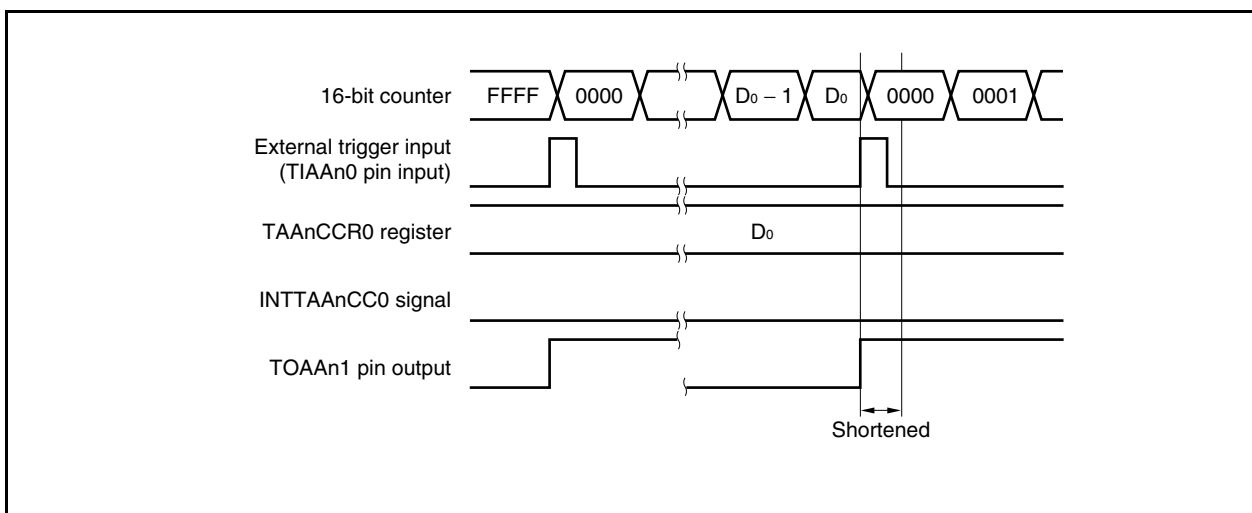 16-bit counter FFFF 0000 D0 – 1 D0 0000 0001
External trigger input
(TIAAn0 pin input)
TAAnCCR0 register D0
INTTAAnCC0 signal
TOAAn1 pin output
Shortened